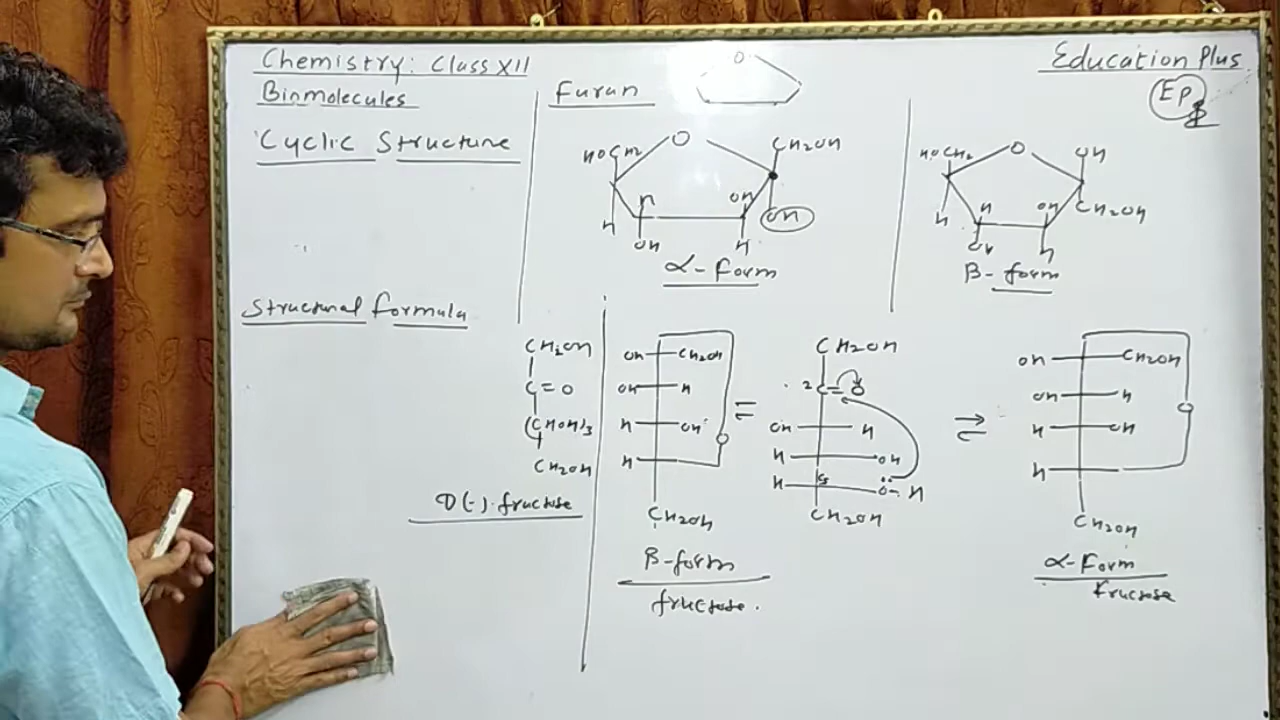 Chemistry: Class XII
Education Plus
EP
Biomolecules
Furan
O
Cyclic Structure
HOCH2 O CH2OH
H OH OH
H OH H
α-Form
HOCH2 O OH
H H OH CH2OH
OH H
β-form
Structural formula
CH2OH
C=O
(CHOH)3
CH2OH
D(-)-fructose
OH CH2OH
OH H
H OH
H O
CH2OH
β-form
fructose.
⇌
CH2OH
2 C=O
OH H
H OH
H 5 Ö-H
CH2OH
⇌
OH CH2OH
OH H
H OH
H O
CH2OH
α-Form
Fructose